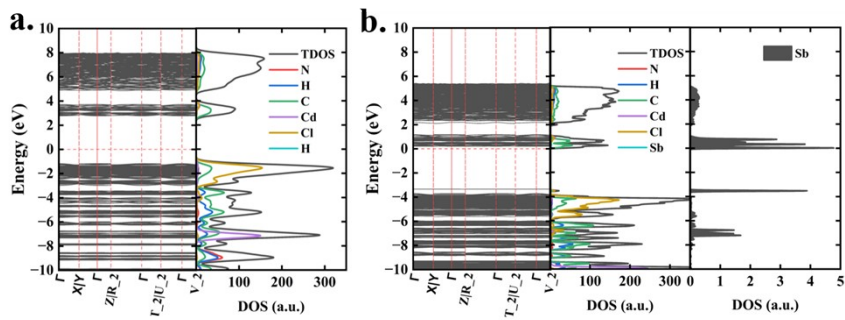 a.
10
8
6
4
2
0
−2
−4
−6
−8
−10
Energy (eV)
Γ
X|Y
Γ
Z|R_2
Γ
T_2|U_2
Γ
V_2
TDOS
N
H
C
Cd
Cl
H
0
100
200
300
DOS (a.u.)
b.
10
8
6
4
2
0
−2
−4
−6
−8
−10
Energy (eV)
Γ
X|Y
Γ
Z|R_2
Γ
T_2|U_2
Γ
V_2
TDOS
N
H
C
Cd
Cl
Sb
0
100
200
300
DOS (a.u.)
Sb
0
1
2
3
4
5
DOS (a.u.)